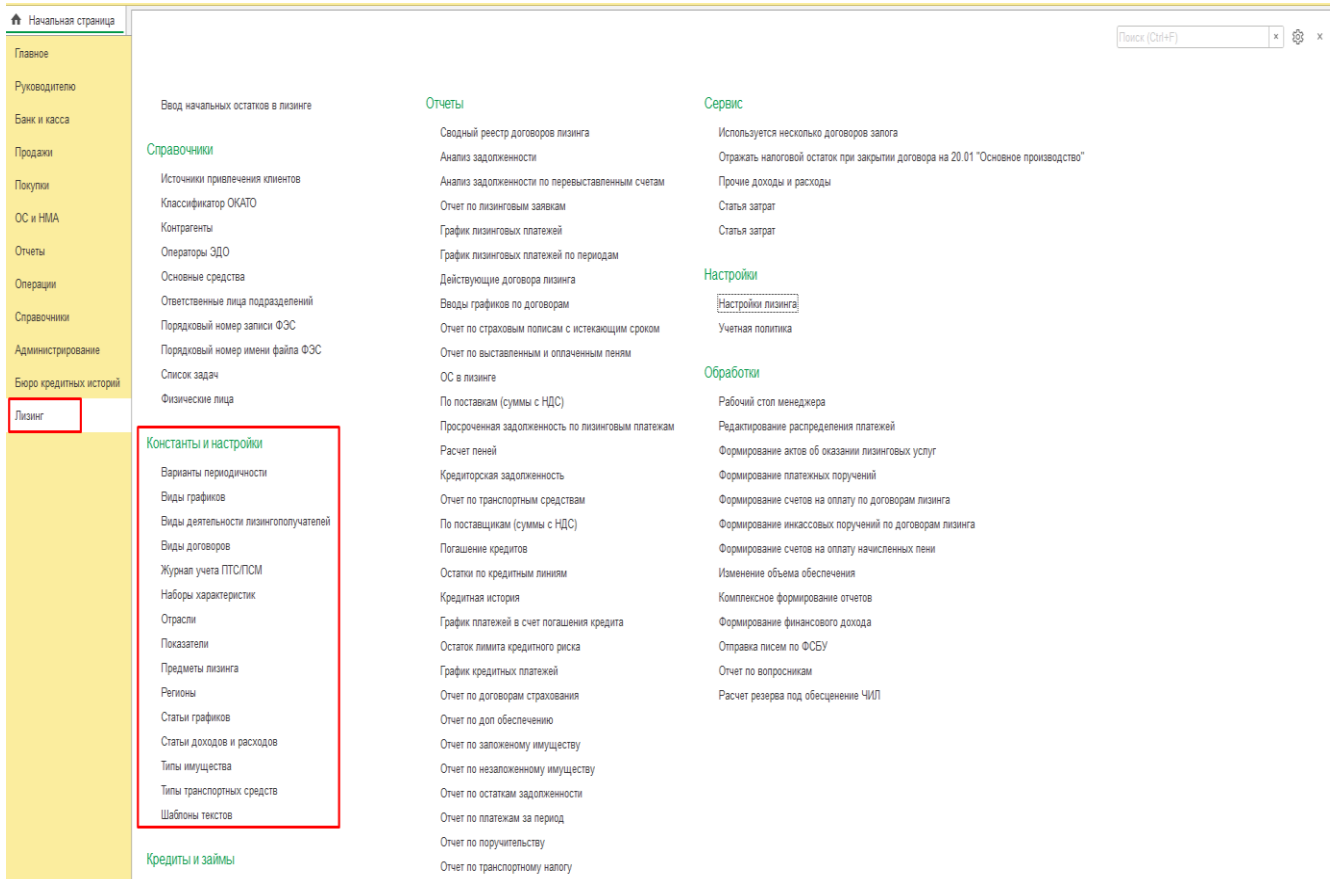 Начальная страница
Поиск (Ctrl+F)
x
x
Главное
Руководителю
Банк и касса
Продажи
Покупки
ОС и НМА
Отчеты
Операции
Справочники
Администрирование
Бюро кредитных историй
Лизинг
Ввод начальных остатков в лизинге
Справочники
Источники привлечения клиентов
Классификатор ОКАТО
Контрагенты
Операторы ЭДО
Основные средства
Ответственные лица подразделений
Порядковый номер записи ФЭС
Порядковый номер имени файла ФЭС
Список задач
Физические лица
Константы и настройки
Варианты периодичности
Виды графиков
Виды деятельности лизингополучателей
Виды договоров
Журнал учета ПТС/ПСМ
Наборы характеристик
Отрасли
Показатели
Предметы лизинга
Регионы
Статьи графиков
Статьи доходов и расходов
Типы имущества
Типы транспортных средств
Шаблоны текстов
Кредиты и займы
Отчеты
Сводный реестр договоров лизинга
Анализ задолженности
Анализ задолженности по перевыставленным счетам
Отчет по лизинговым заявкам
График лизинговых платежей
График лизинговых платежей по периодам
Действующие договора лизинга
Вводы графиков по договорам
Отчет по страховым полисам с истекающим сроком
Отчет по выставленным и оплаченным пеням
ОС в лизинге
По поставкам (суммы с НДС)
Просроченная задолженность по лизинговым платежам
Расчет пеней
Кредиторская задолженность
Отчет по транспортным средствам
По поставщикам (суммы с НДС)
Погашение кредитов
Остатки по кредитным линиям
Кредитная история
График платежей в счет погашения кредита
Остаток лимита кредитного риска
График кредитных платежей
Отчет по договорам страхования
Отчет по доп обеспечению
Отчет по заложеному имуществу
Отчет по незаложенному имуществу
Отчет по остаткам задолженности
Отчет по платежам за период
Отчет по поручительству
Отчет по транспортному налогу
Сервис
Используется несколько договоров залога
Отражать налоговой остаток при закрытии договора на 20.01 "Основное производство"
Прочие доходы и расходы
Статья затрат
Статья затрат
Настройки
Настройки лизинга
Учетная политика
Обработки
Рабочий стол менеджера
Редактирование распределения платежей
Формирование актов об оказании лизинговых услуг
Формирование платежных поручений
Формирование счетов на оплату по договорам лизинга
Формирование инкассовых поручений по договорам лизинга
Формирование счетов на оплату начисленных пени
Изменение объема обеспечения
Комплексное формирование отчетов
Формирование финансового дохода
Отправка писем по ФСБУ
Отчет по вопросникам
Расчет резерва под обесценение ЧИЛ